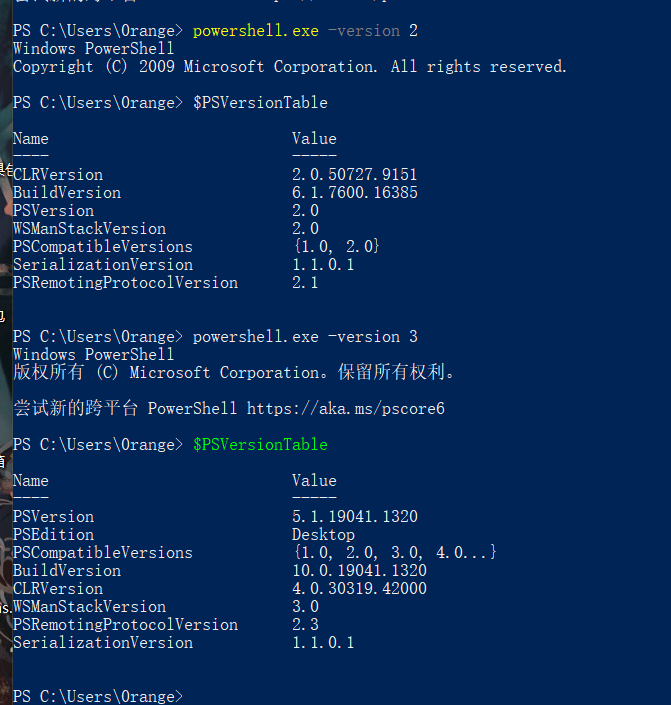 PS C:\Users\Orange> powershell.exe -version 2
Windows PowerShell
Copyright (C) 2009 Microsoft Corporation. All rights reserved.
PS C:\Users\Orange> $PSVersionTable
Name Value
---- -----
CLRVersion 2.0.50727.9151
BuildVersion 6.1.7600.16385
PSVersion 2.0
WSManStackVersion 2.0
PSCompatibleVersions {1.0, 2.0}
SerializationVersion 1.1.0.1
PSRemotingProtocolVersion 2.1
PS C:\Users\Orange> powershell.exe -version 3
Windows PowerShell
版权所有 (C) Microsoft Corporation。保留所有权利。
尝试新的跨平台 PowerShell https://aka.ms/pscore6
PS C:\Users\Orange> $PSVersionTable
Name Value
---- -----
PSVersion 5.1.19041.1320
PSEdition Desktop
PSCompatibleVersions {1.0, 2.0, 3.0, 4.0...}
BuildVersion 10.0.19041.1320
CLRVersion 4.0.30319.42000
WSManStackVersion 3.0
PSRemotingProtocolVersion 2.3
SerializationVersion 1.1.0.1
PS C:\Users\Orange>